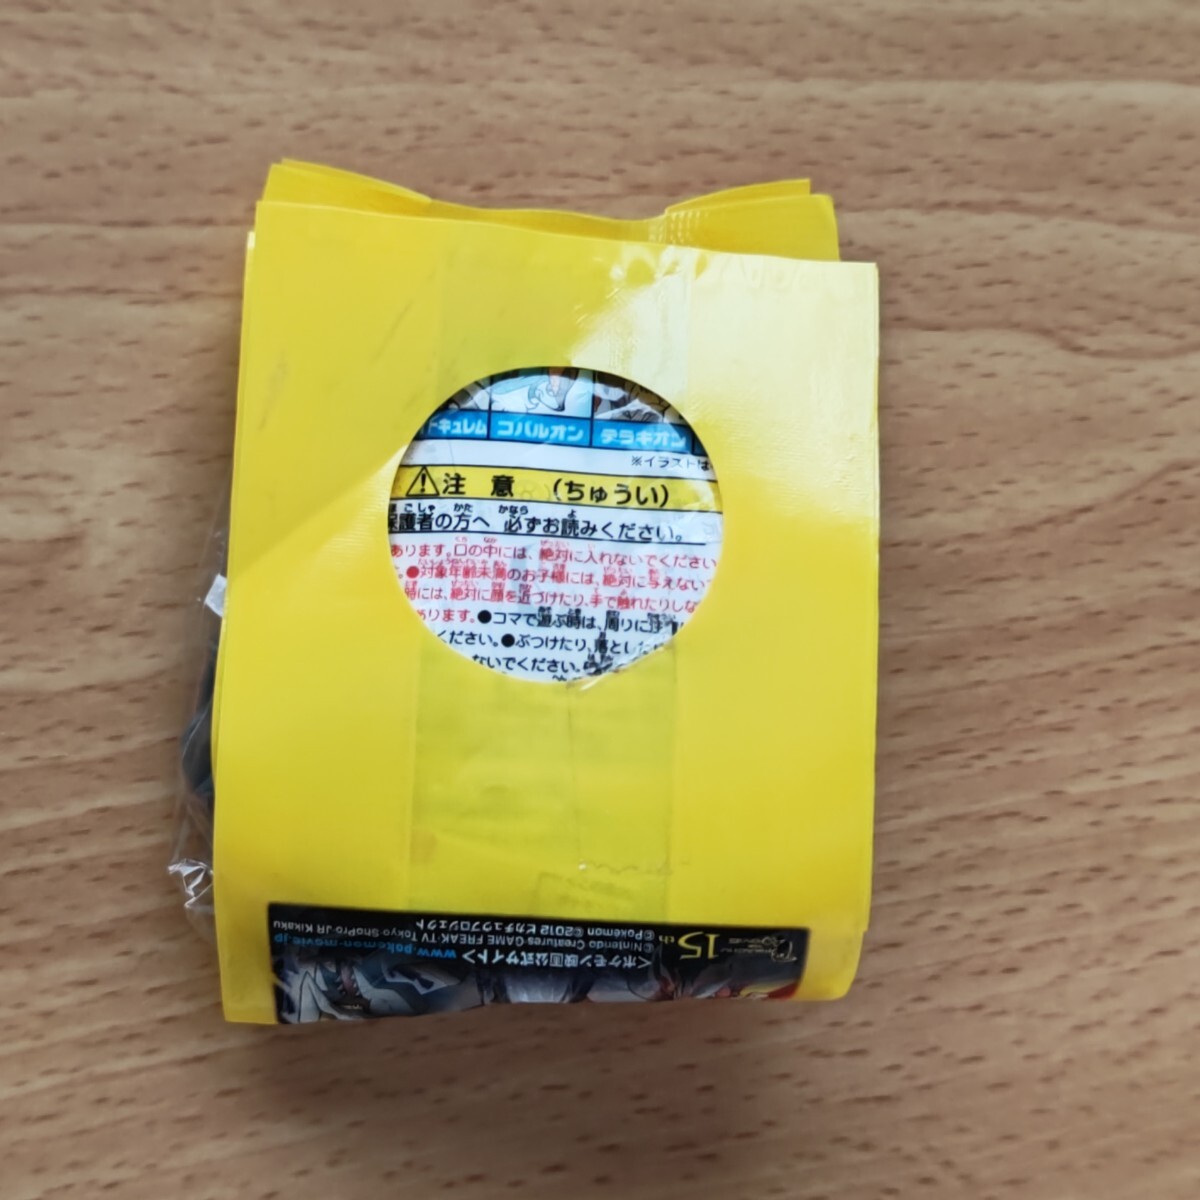 トキュレム コバルオン テラキオン
※イラストは
注 意 (ちゅうい)
保護者の方へ 必ずお読みください。
あります。口の中には、絶対に入れないでください
。●対象年齢未満のお子様には、絶対に与えない
時には、絶対に顔を近づけたり、手で触れたりしな
あります。●コマで遊ぶ時は、周りに
ください。●ぶつけたり、落としたり
ないでください。
15th
©Nintendo・Creatures・GAME FREAK・TV Tokyo・ShoPro・JR Kikaku
©Pokémon ©2012 ピカチュウプロジェクト
<ポケモン映画公式サイト> www.pokemon-movie.jp